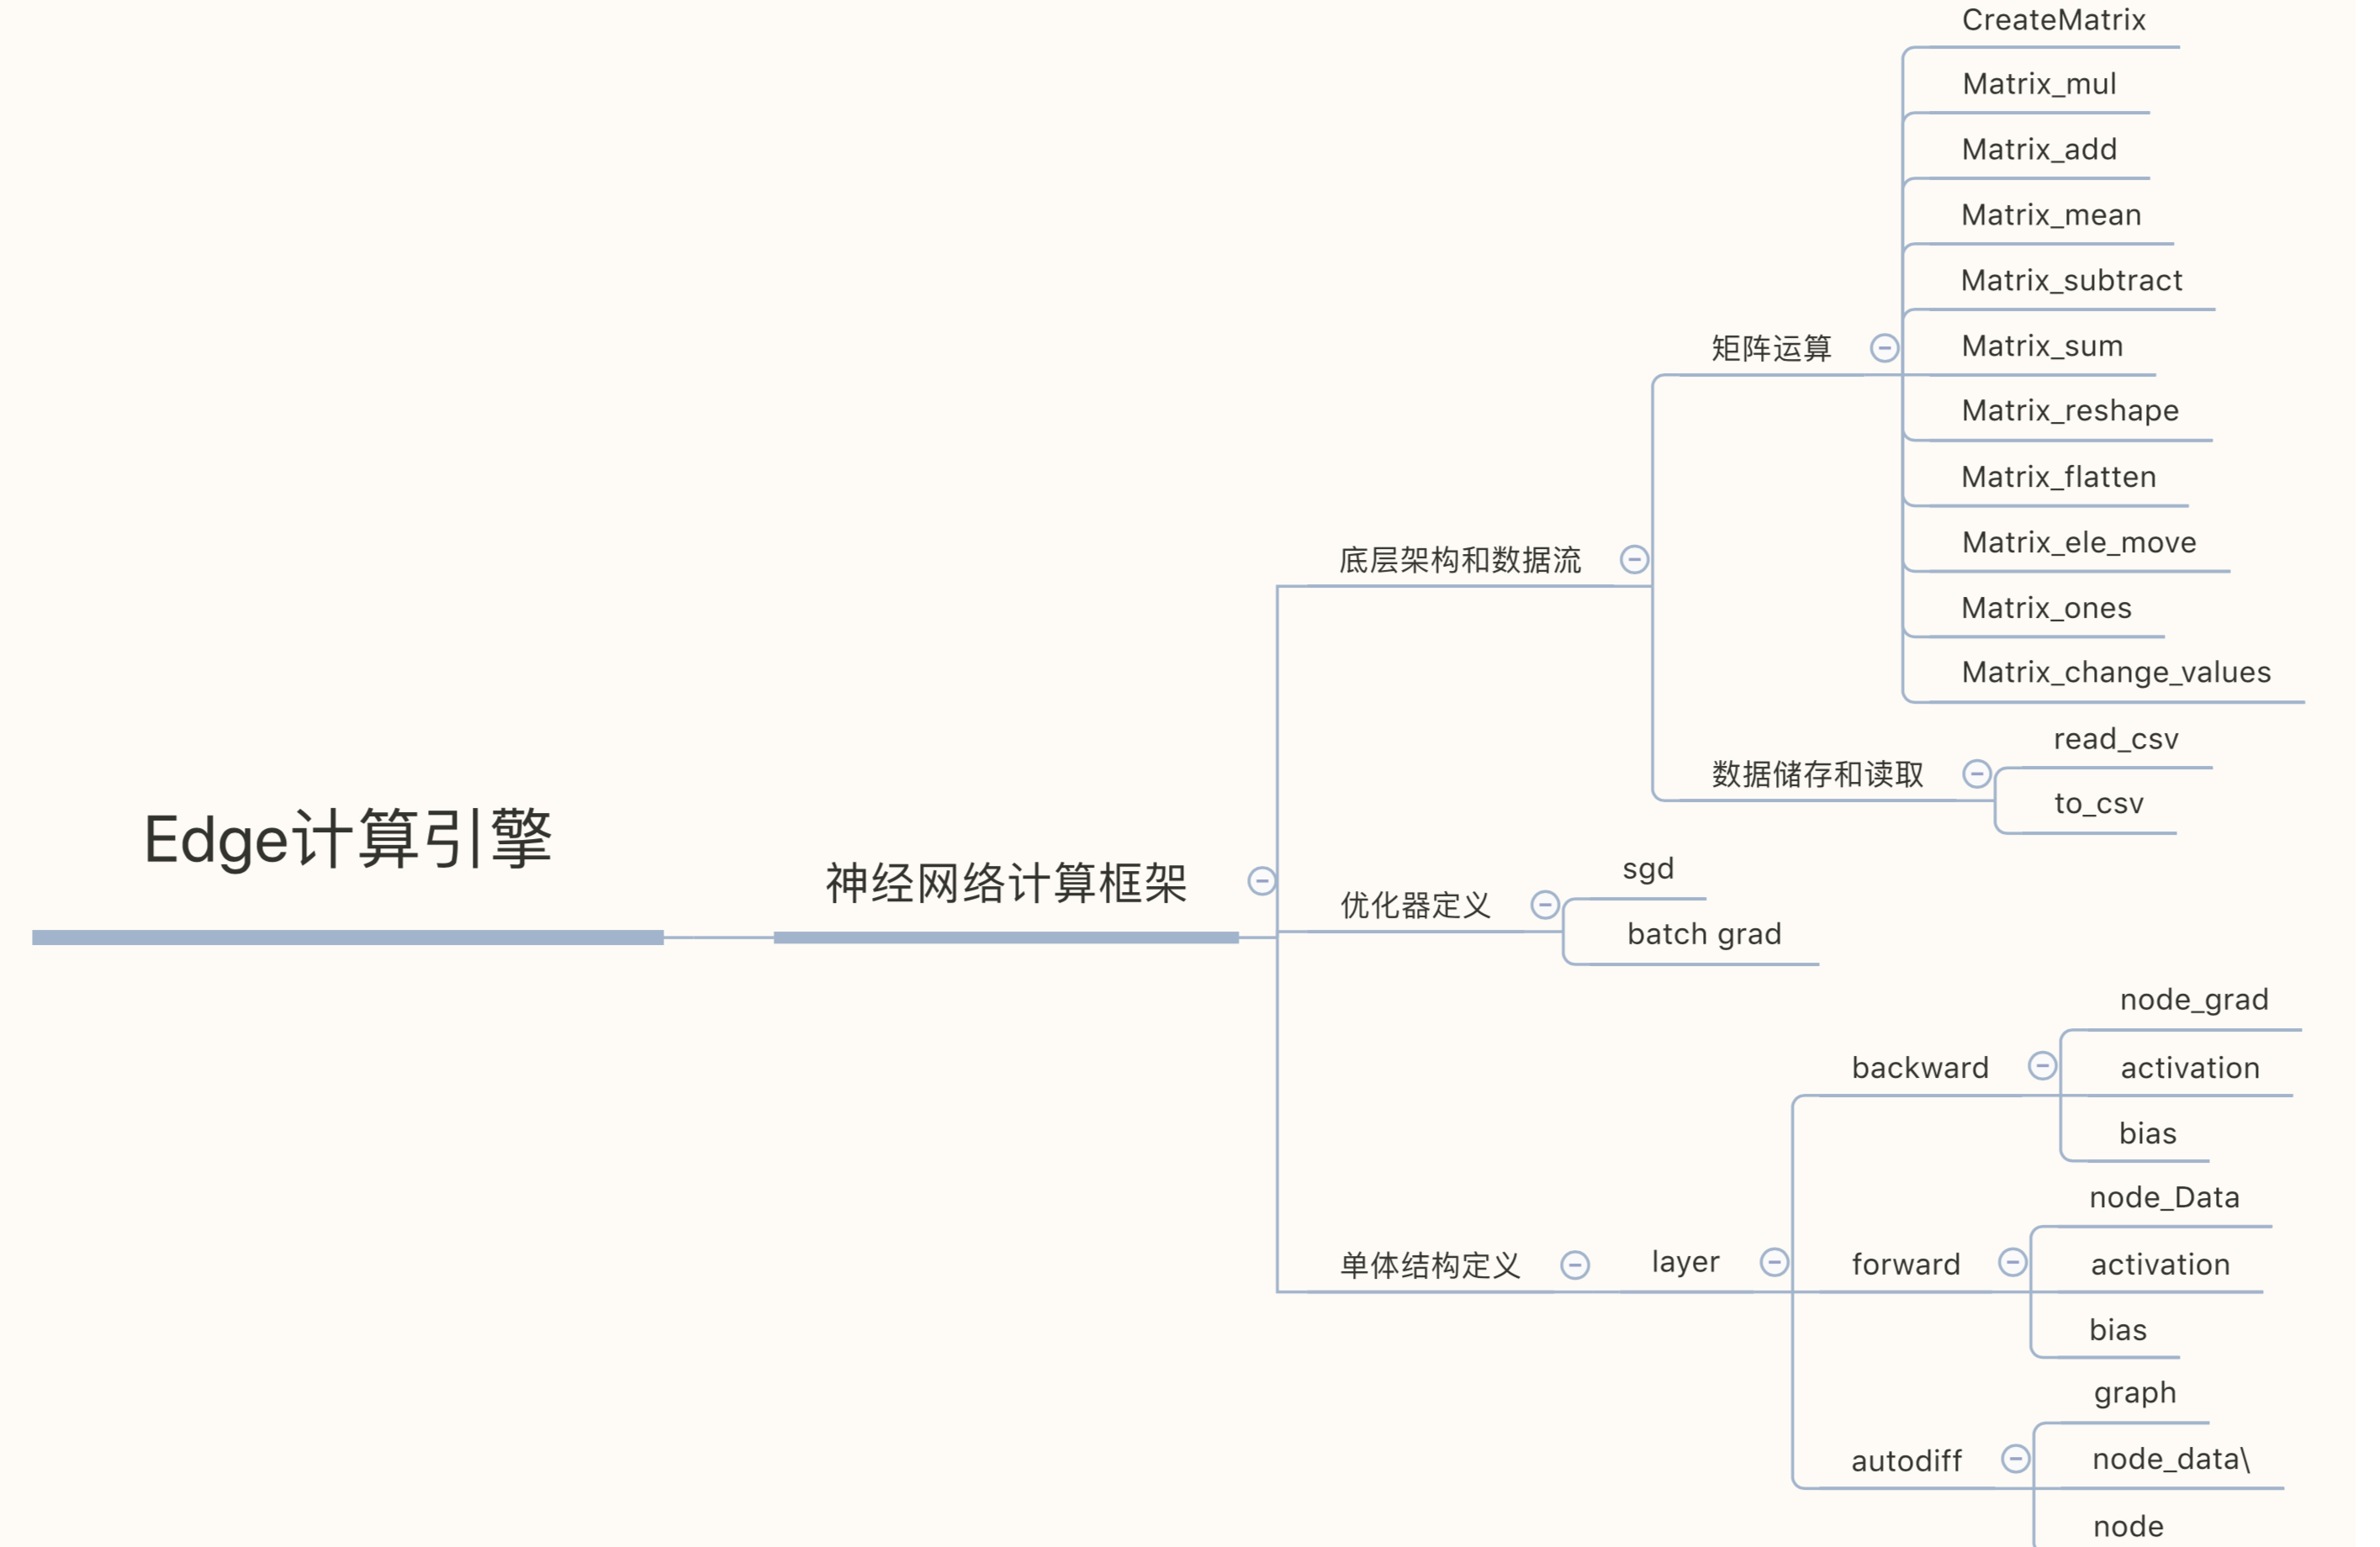 Edge计算引擎
神经网络计算框架
底层架构和数据流
矩阵运算
CreateMatrix
Matrix_mul
Matrix_add
Matrix_mean
Matrix_subtract
Matrix_sum
Matrix_reshape
Matrix_flatten
Matrix_ele_move
Matrix_ones
Matrix_change_values
数据储存和读取
read_csv
to_csv
优化器定义
sgd
batch grad
单体结构定义
layer
backward
node_grad
activation
bias
forward
node_Data
activation
bias
autodiff
graph
node_data\
node